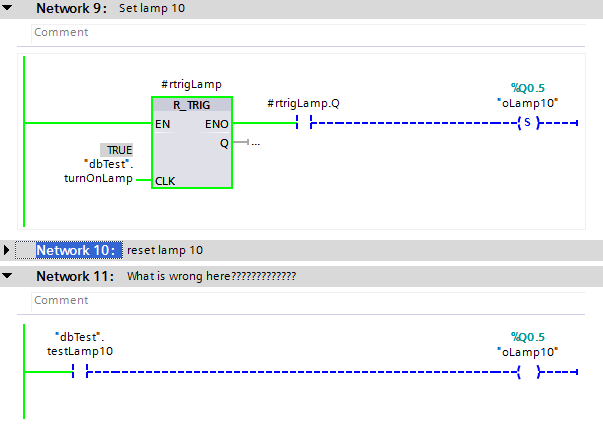 Network 9: Set lamp 10
Comment
#rtrigLamp
R_TRIG
EN ENO
Q ...
TRUE
"dbTest".
turnOnLamp
CLK
#rtrigLamp.Q
%Q0.5
"oLamp10"
S
Network 10: reset lamp 10
Network 11: What is wrong here?????????????
Comment
"dbTest".
testLamp10
%Q0.5
"oLamp10"